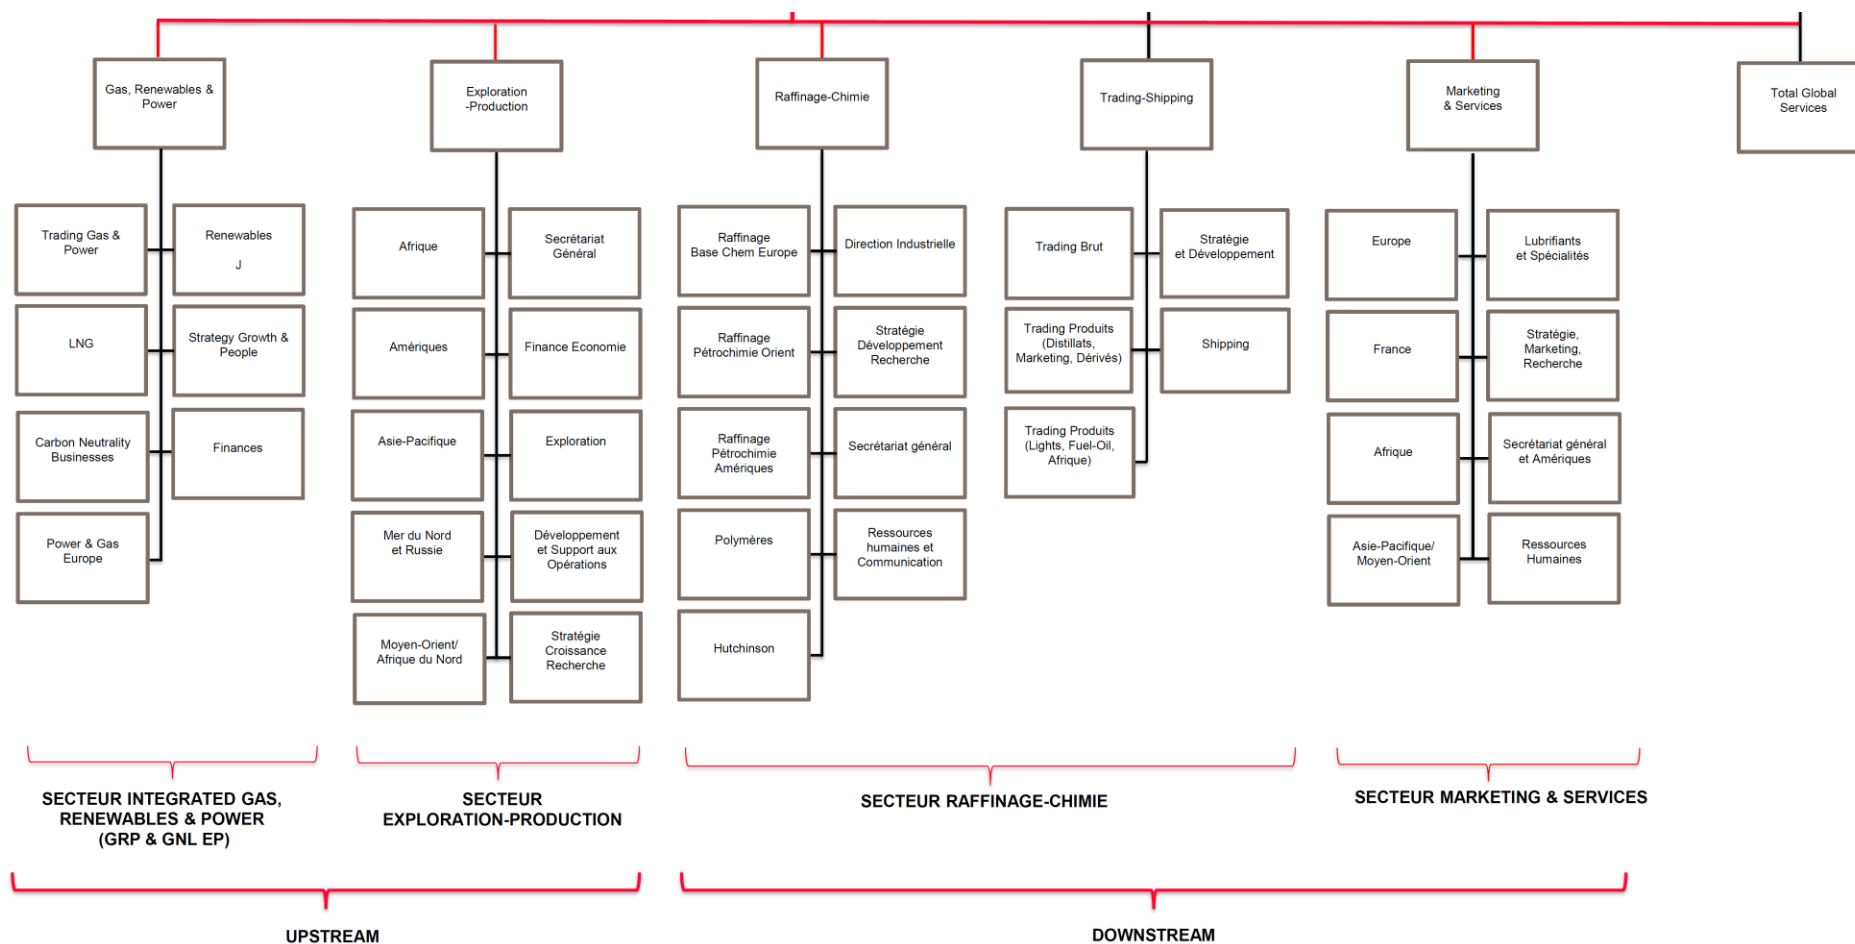 Gas, Renewables &
Power
Exploration
-Production
Raffinage-Chimie
Trading-Shipping
Marketing
& Services
Total Global
Services
Trading Gas &
Power
Renewables
J
LNG
Strategy Growth &
People
Carbon Neutrality
Businesses
Finances
Power & Gas
Europe
Afrique
Secrétariat
Général
Amériques
Finance Economie
Asie-Pacifique
Exploration
Mer du Nord
et Russie
Développement
et Support aux
Opérations
Moyen-Orient/
Afrique du Nord
Stratégie
Croissance
Recherche
Raffinage
Base Chem Europe
Direction Industrielle
Raffinage
Pétrochimie Orient
Stratégie
Développement
Recherche
Raffinage
Pétrochimie
Amériques
Secrétariat général
Polymères
Ressources
humaines et
Communication
Hutchinson
Trading Brut
Stratégie
et Développement
Trading Produits
(Distillats,
Marketing, Dérivés)
Shipping
Trading Produits
(Lights, Fuel-Oil,
Afrique)
Europe
Lubrifiants
et Spécialités
France
Stratégie,
Marketing,
Recherche
Afrique
Secrétariat général
et Amériques
Asie-Pacifique/
Moyen-Orient
Ressources
Humaines
SECTEUR INTEGRATED GAS,
RENEWABLES & POWER
(GRP & GNL EP)
SECTEUR
EXPLORATION-PRODUCTION
SECTEUR RAFFINAGE-CHIMIE
SECTEUR MARKETING & SERVICES
UPSTREAM
DOWNSTREAM